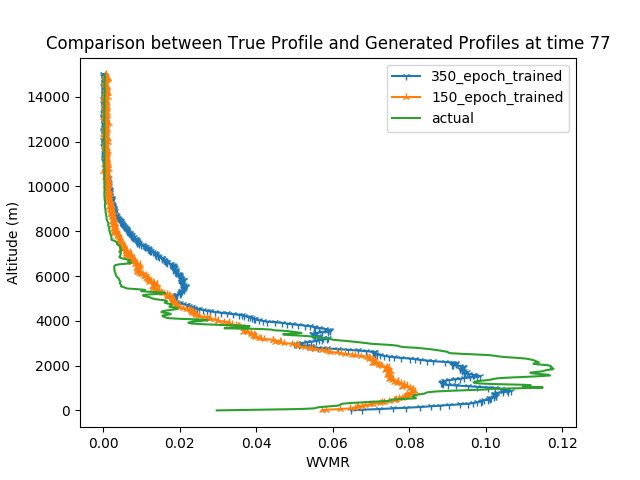 Comparison between True Profile and Generated Profiles at time 77
350_epoch_trained
150_epoch_trained
actual
14000
12000
10000
8000
6000
4000
2000
0
Altitude (m)
0.00 0.02 0.04 0.06 0.08 0.10 0.12
WVMR